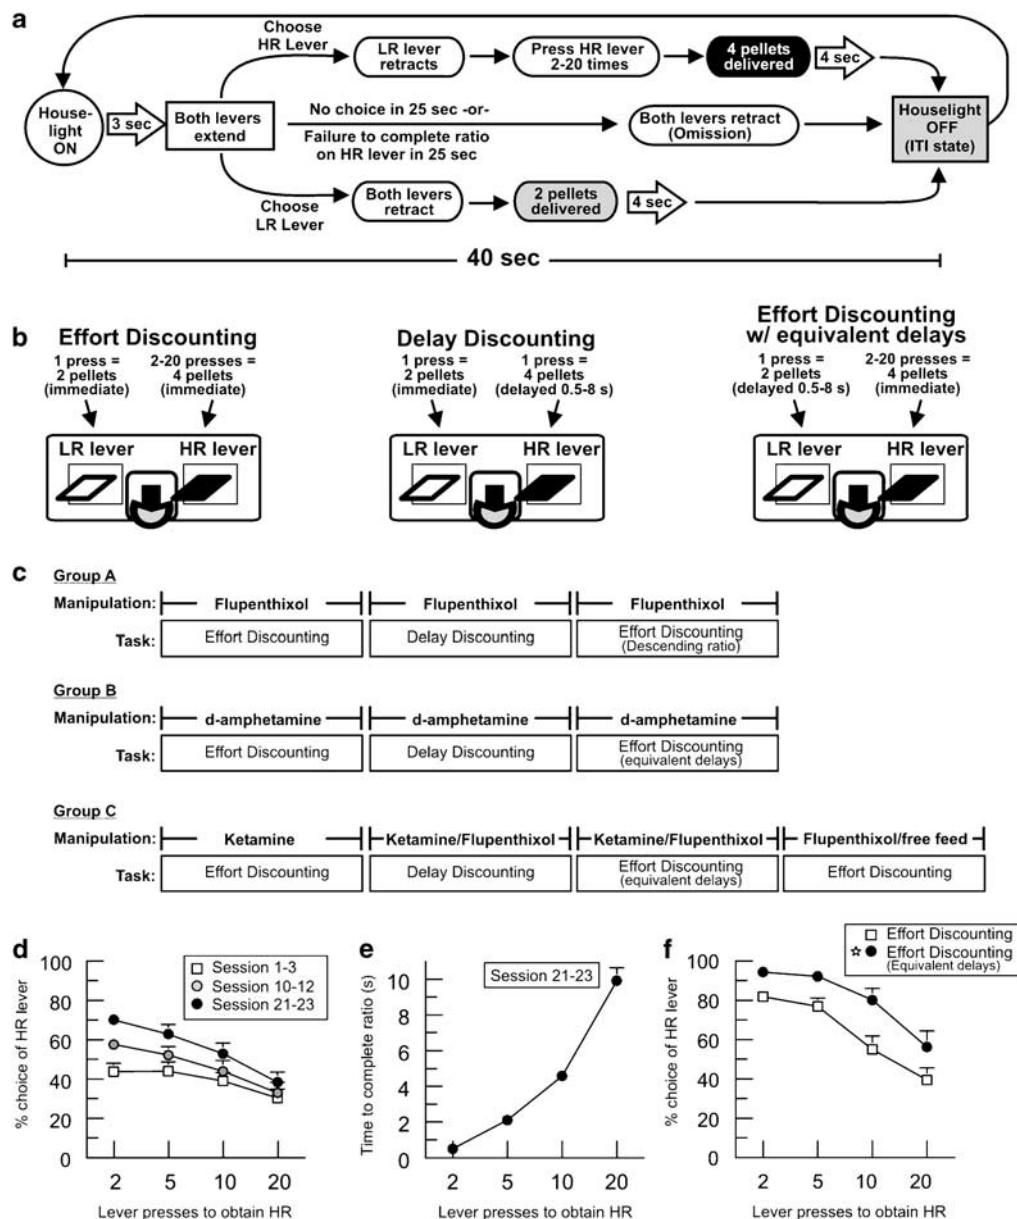 a
Choose
HR Lever
LR lever
retracts
Press HR lever
2-20 times
4 pellets
delivered
4 sec
House-
light
ON
3 sec
Both levers
extend
No choice in 25 sec -or-
Failure to complete ratio
on HR lever in 25 sec
Both levers retract
(Omission)
Houselight
OFF
(ITI state)
Choose
LR Lever
Both levers
retract
2 pellets
delivered
4 sec
40 sec
b
Effort Discounting
1 press =
2 pellets
(immediate)
2-20 presses =
4 pellets
(immediate)
LR lever
HR lever
Delay Discounting
1 press =
2 pellets
(immediate)
1 press =
4 pellets
(delayed 0.5-8 s)
LR lever
HR lever
Effort Discounting
w/ equivalent delays
1 press =
2 pellets
(delayed 0.5-8 s)
2-20 presses =
4 pellets
(immediate)
LR lever
HR lever
c
Group A
Manipulation: Flupenthixol Flupenthixol Flupenthixol
Task: Effort Discounting Delay Discounting Effort Discounting
(Descending ratio)
Group B
Manipulation: d-amphetamine d-amphetamine d-amphetamine
Task: Effort Discounting Delay Discounting Effort Discounting
(equivalent delays)
Group C
Manipulation: Ketamine Ketamine/Flupenthixol Ketamine/Flupenthixol Flupenthixol/free feed
Task: Effort Discounting Delay Discounting Effort Discounting
(equivalent delays)
Effort Discounting
d
% choice of HR lever
100
80
60
40
20
0
Session 1-3
Session 10-12
Session 21-23
2 5 10 20
Lever presses to obtain HR
e
Time to complete ratio (s)
10
8
6
4
2
0
Session 21-23
2 5 10 20
Lever presses to obtain HR
f
Effort Discounting
☆ Effort Discounting
(Equivalent delays)
% choice of HR lever
100
80
60
40
20
0
2 5 10 20
Lever presses to obtain HR